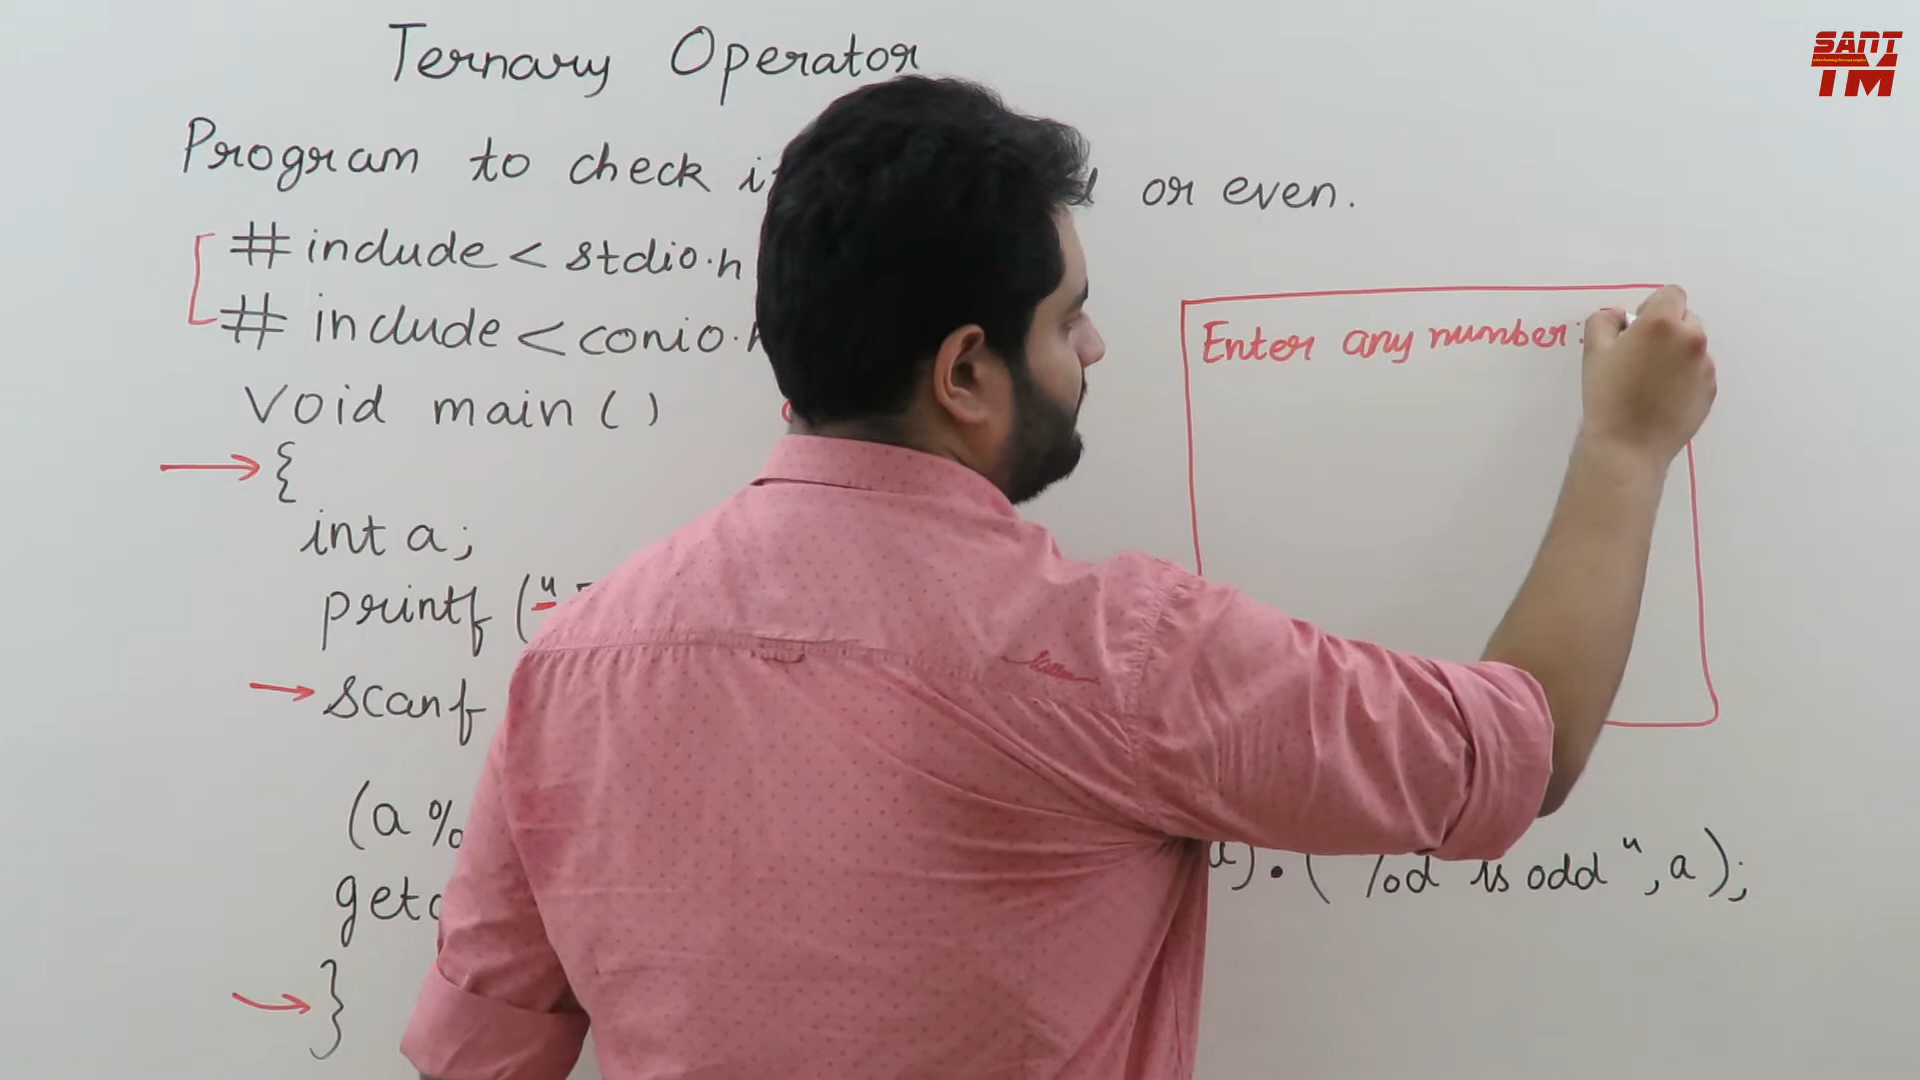 SANT
TM
Ternary Operator
Program to check if or even.
# include < stdio.h
# include < conio.h
void main ( )
{
int a;
printf ("
scanf
(a %
getc
}
Enter any number:
a) : ( %d is odd", a );